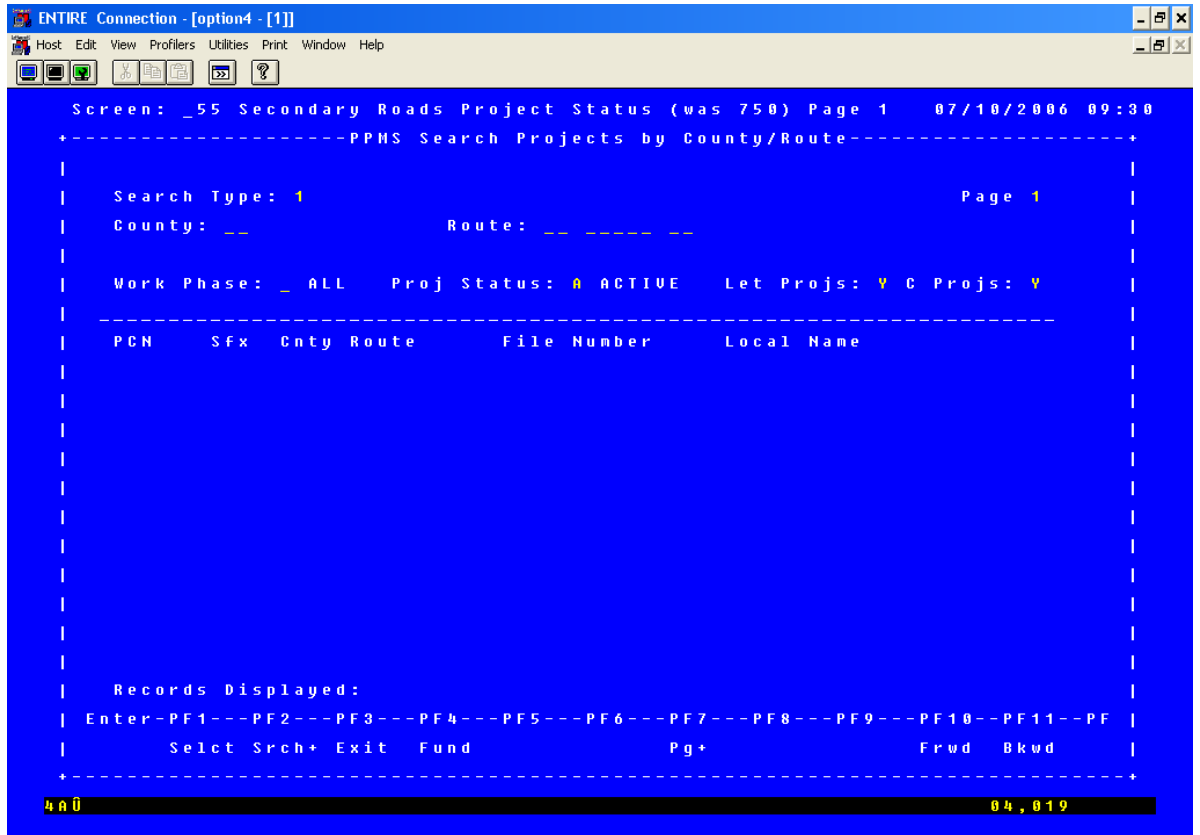 ENTIRE Connection - [option4 - [1]]
Host Edit View Profilers Utilities Print Window Help
Screen: _55 Secondary Roads Project Status (was 750) Page 1 07/10/2006 09:30
+--------------------PPMS Search Projects by County/Route--------------------+
Search Type: 1 Page 1
County: __ Route: __ _____ __
Work Phase: _ ALL Proj Status: A ACTIVE Let Projs: Y C Projs: Y
PCN Sfx Cnty Route File Number Local Name
Records Displayed:
Enter-PF1---PF2---PF3---PF4---PF5---PF6---PF7---PF8---PF9---PF10--PF11--PF
Selct Srch+ Exit Fund Pg+ Frwd Bkwd
4AÛ 04,019